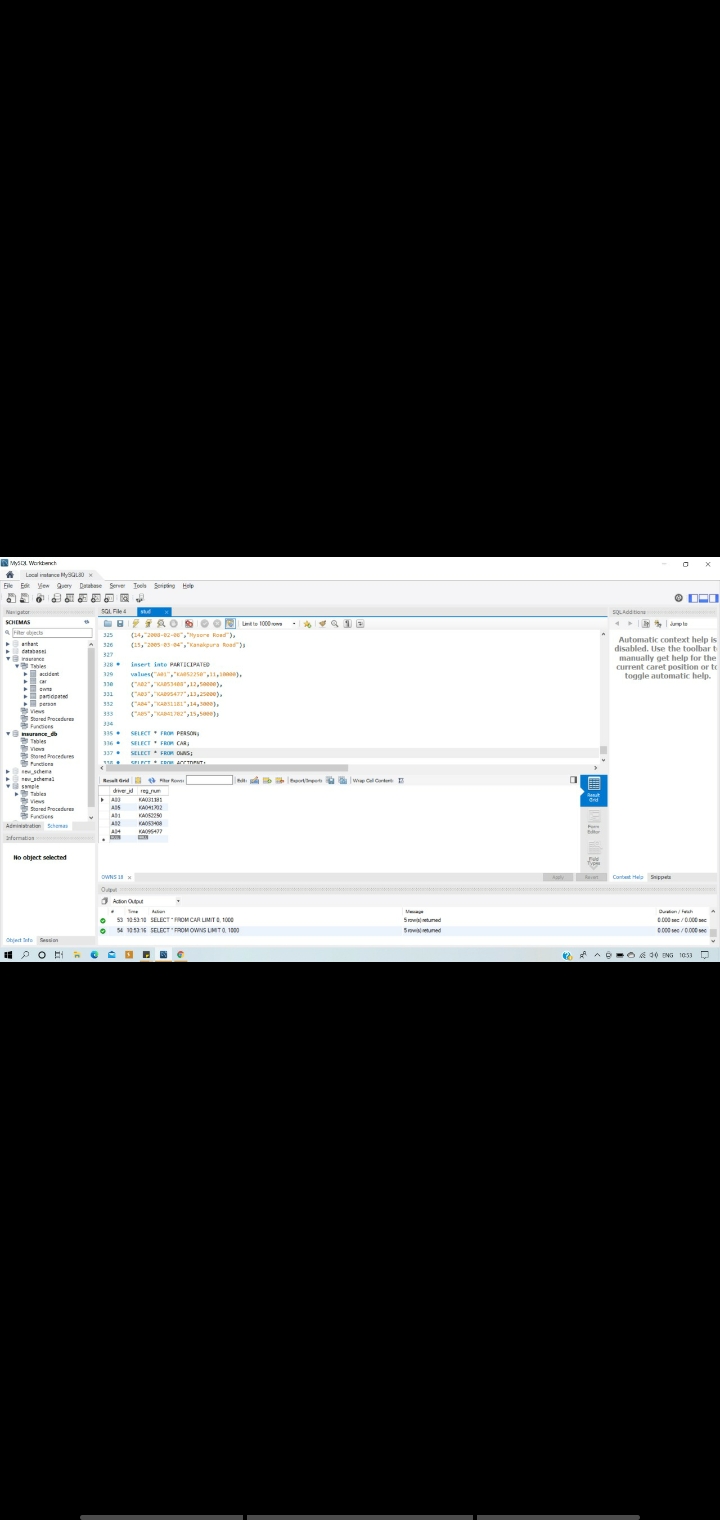 MySQL Workbench
Local instance MySQL80 ×
File Edit View Query Database Server Tools Scripting Help
Navigator
SCHEMAS
Filter objects
arihant
database1
insurance
Tables
accident
car
owns
participated
person
Views
Stored Procedures
Functions
insurance_db
Tables
Views
Stored Procedures
Functions
new_schema
new_schema1
sample
Tables
Views
Stored Procedures
Functions
Administration Schemas
Information
No object selected
Object Info Session
SQL File 4 stud ×
Limit to 1000 rows
325 (14,"2008-02-08","Mysore Road"),
326 (15,"2005-03-04","Kanakpura Road");
327
328 insert into PARTICIPATED
329 values("A01","KA052250",11,10000),
330 ("A02","KA053408",12,50000),
331 ("A03","KA095477",13,25000),
332 ("A04","KA031181",14,3000),
333 ("A05","KA041702",15,5000);
334
335 SELECT * FROM PERSON;
336 SELECT * FROM CAR;
337 SELECT * FROM OWNS;
338 SELECT * FROM ACCIDENT;
Result Grid Filter Rows: Edit: Export/Import: Wrap Cell Content:
driver_id reg_num
A03 KA031181
A05 KA041702
A01 KA052250
A02 KA053408
A04 KA095477
NULL NULL
Result Grid
Form Editor
Field Types
OWNS 18 × Apply Revert
Output
Action Output
# Time Action Message Duration / Fetch
53 10:53:10 SELECT * FROM CAR LIMIT 0, 1000 5 row(s) returned 0.000 sec / 0.000 sec
54 10:53:16 SELECT * FROM OWNS LIMIT 0, 1000 5 row(s) returned 0.000 sec / 0.000 sec
SQLAdditions
Jump to
Automatic context help is
disabled. Use the toolbar t
manually get help for the
current caret position or to
toggle automatic help.
Context Help Snippets
ENG 10:53